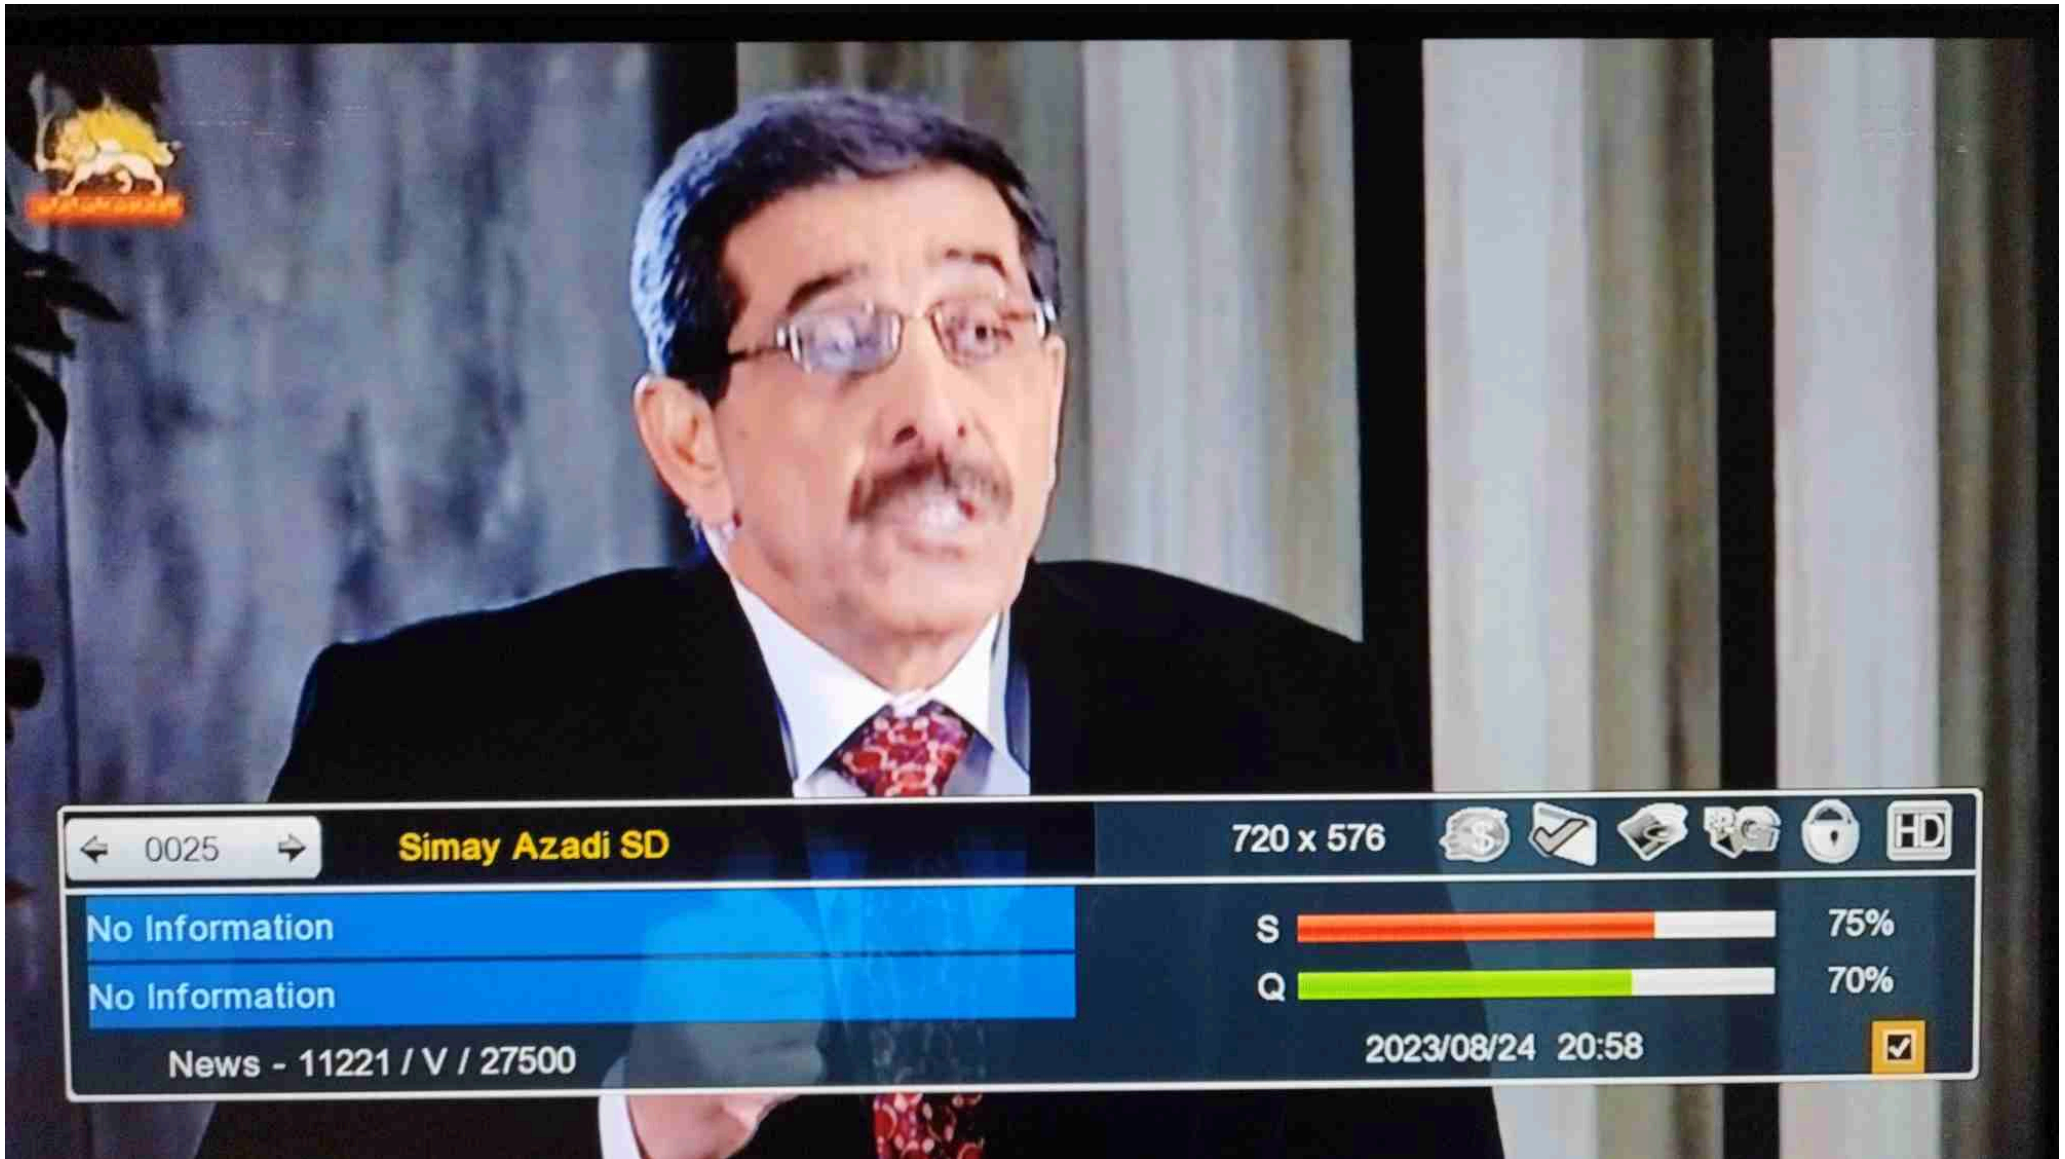 0025
Simay Azadi SD
720 x 576
HD
No Information
No Information
S 75%
Q 70%
News - 11221 / V / 27500
2023/08/24 20:58